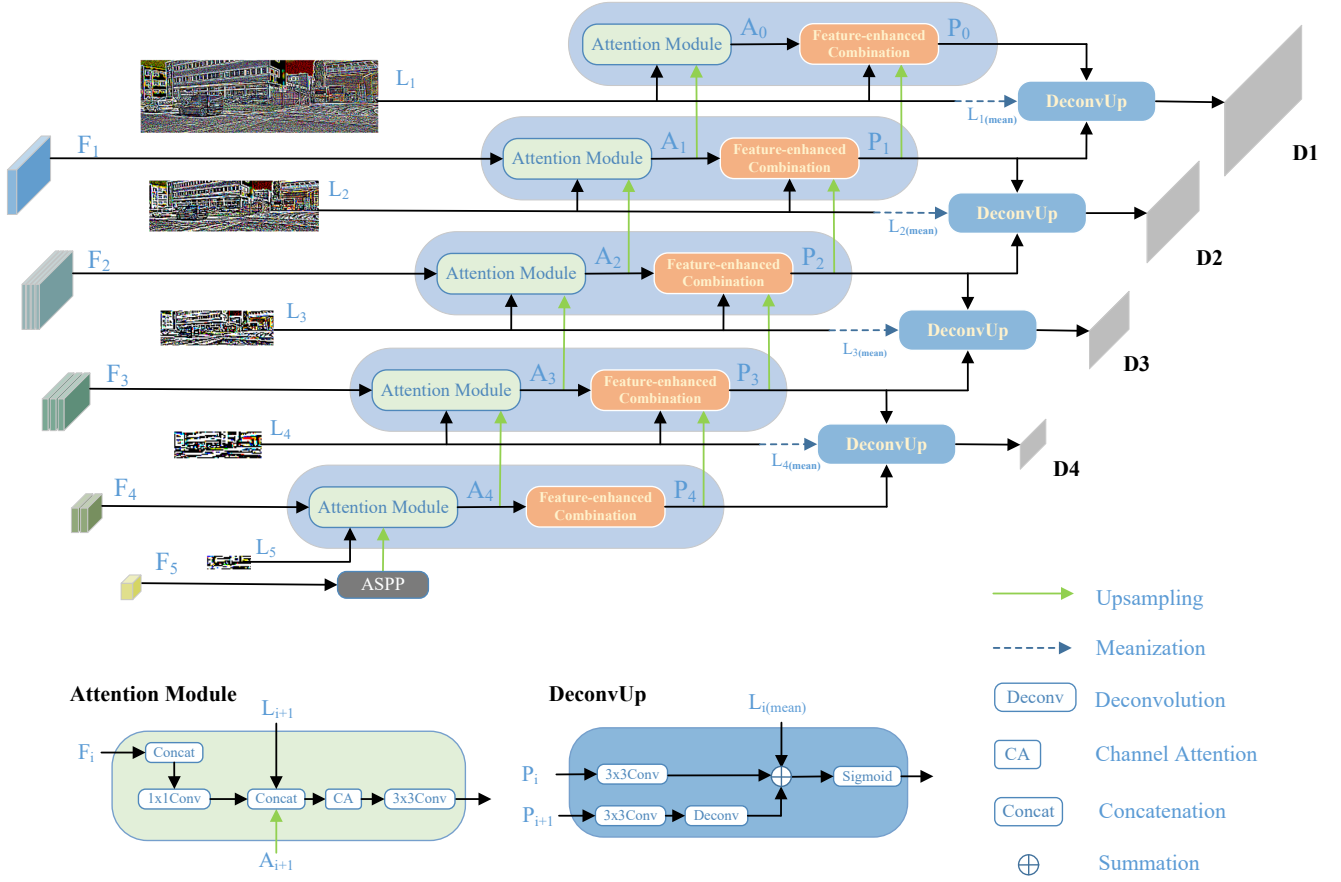 Attention Module
A0
Feature-enhanced
Combination
P0
L1
L1(mean)
DeconvUp
D1
F1
Attention Module
A1
Feature-enhanced
Combination
P1
L2
L2(mean)
DeconvUp
D2
F2
Attention Module
A2
Feature-enhanced
Combination
P2
L3
L3(mean)
DeconvUp
D3
F3
Attention Module
A3
Feature-enhanced
Combination
P3
L4
L4(mean)
DeconvUp
D4
F4
Attention Module
A4
Feature-enhanced
Combination
P4
L5
F5
ASPP
Upsampling
Meanization
Deconv
Deconvolution
CA
Channel Attention
Concat
Concatenation
Summation
Attention Module
Li+1
Fi
Concat
1x1Conv
Concat
CA
3x3Conv
Ai+1
DeconvUp
Li(mean)
Pi
3x3Conv
Sigmoid
Pi+1
3x3Conv
Deconv